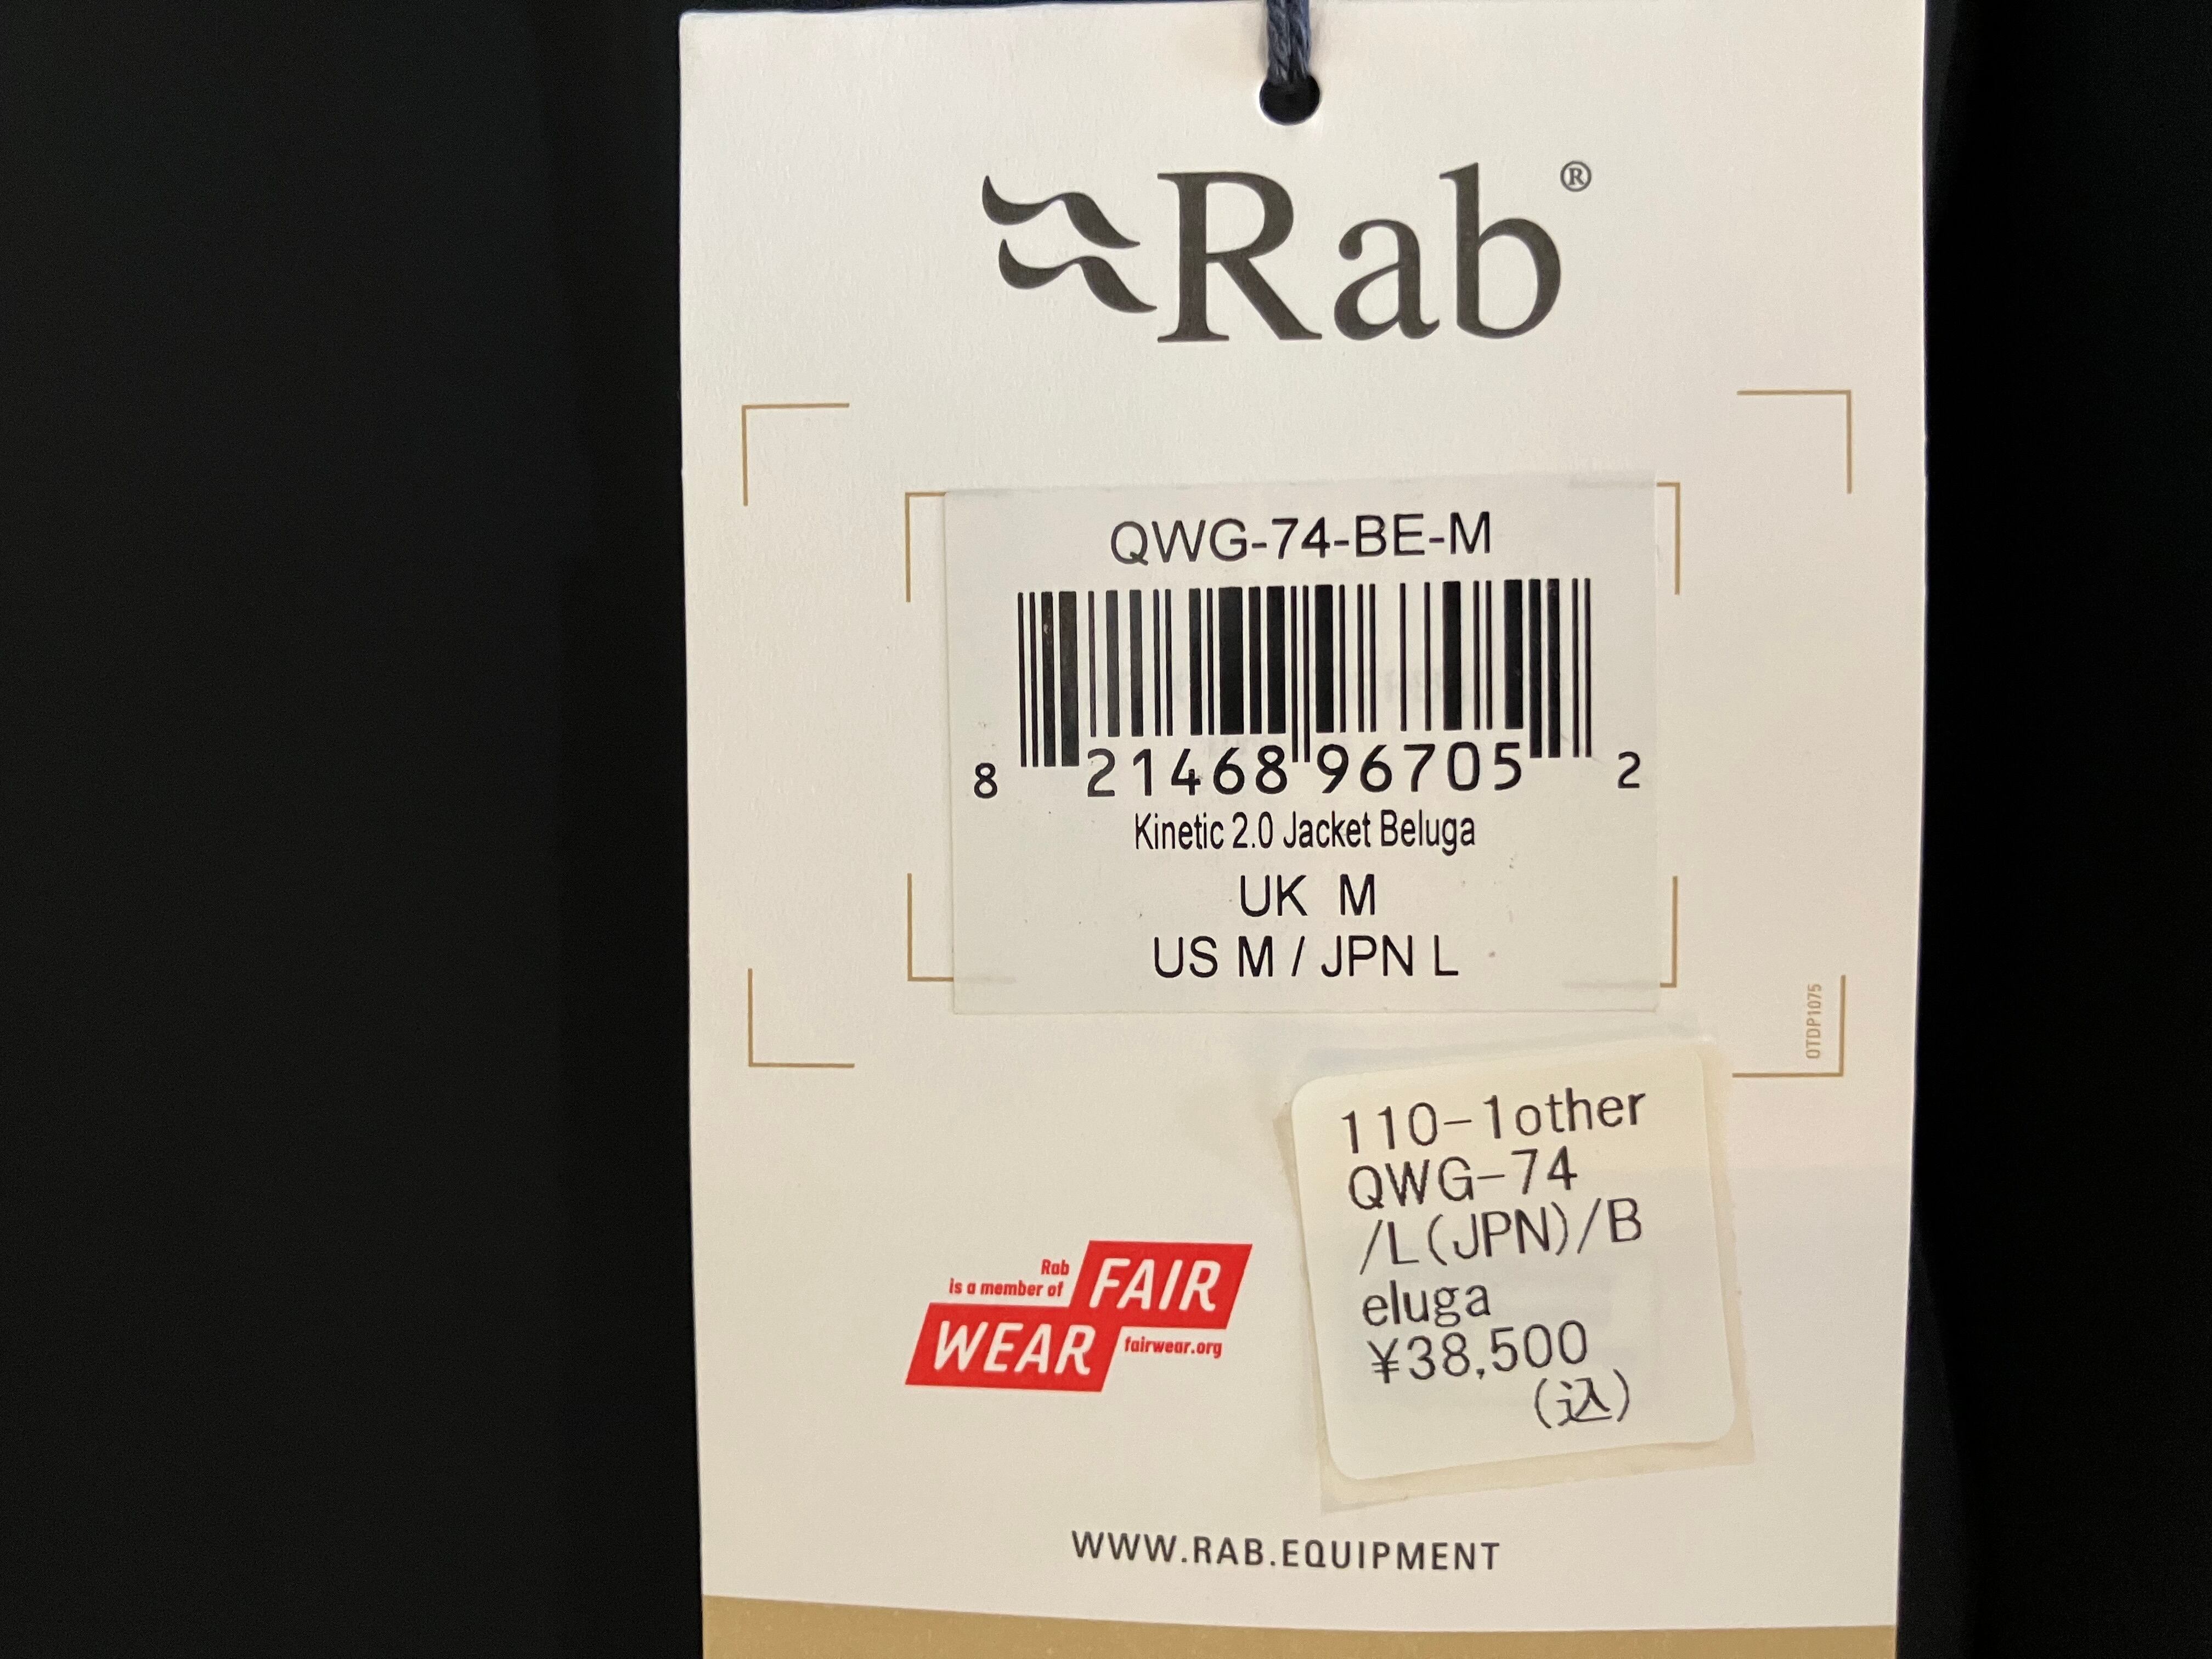 Rab®
QWG-74-BE-M
8 21468 96705 2
Kinetic 2.0 Jacket Beluga
UK M
US M / JPN L
OTDP1075
110-1other
QWG-74
/L(JPN)/B
eluga
¥38,500
(込)
Rab
is a member of
FAIR
WEAR
fairwear.org
WWW.RAB.EQUIPMENT